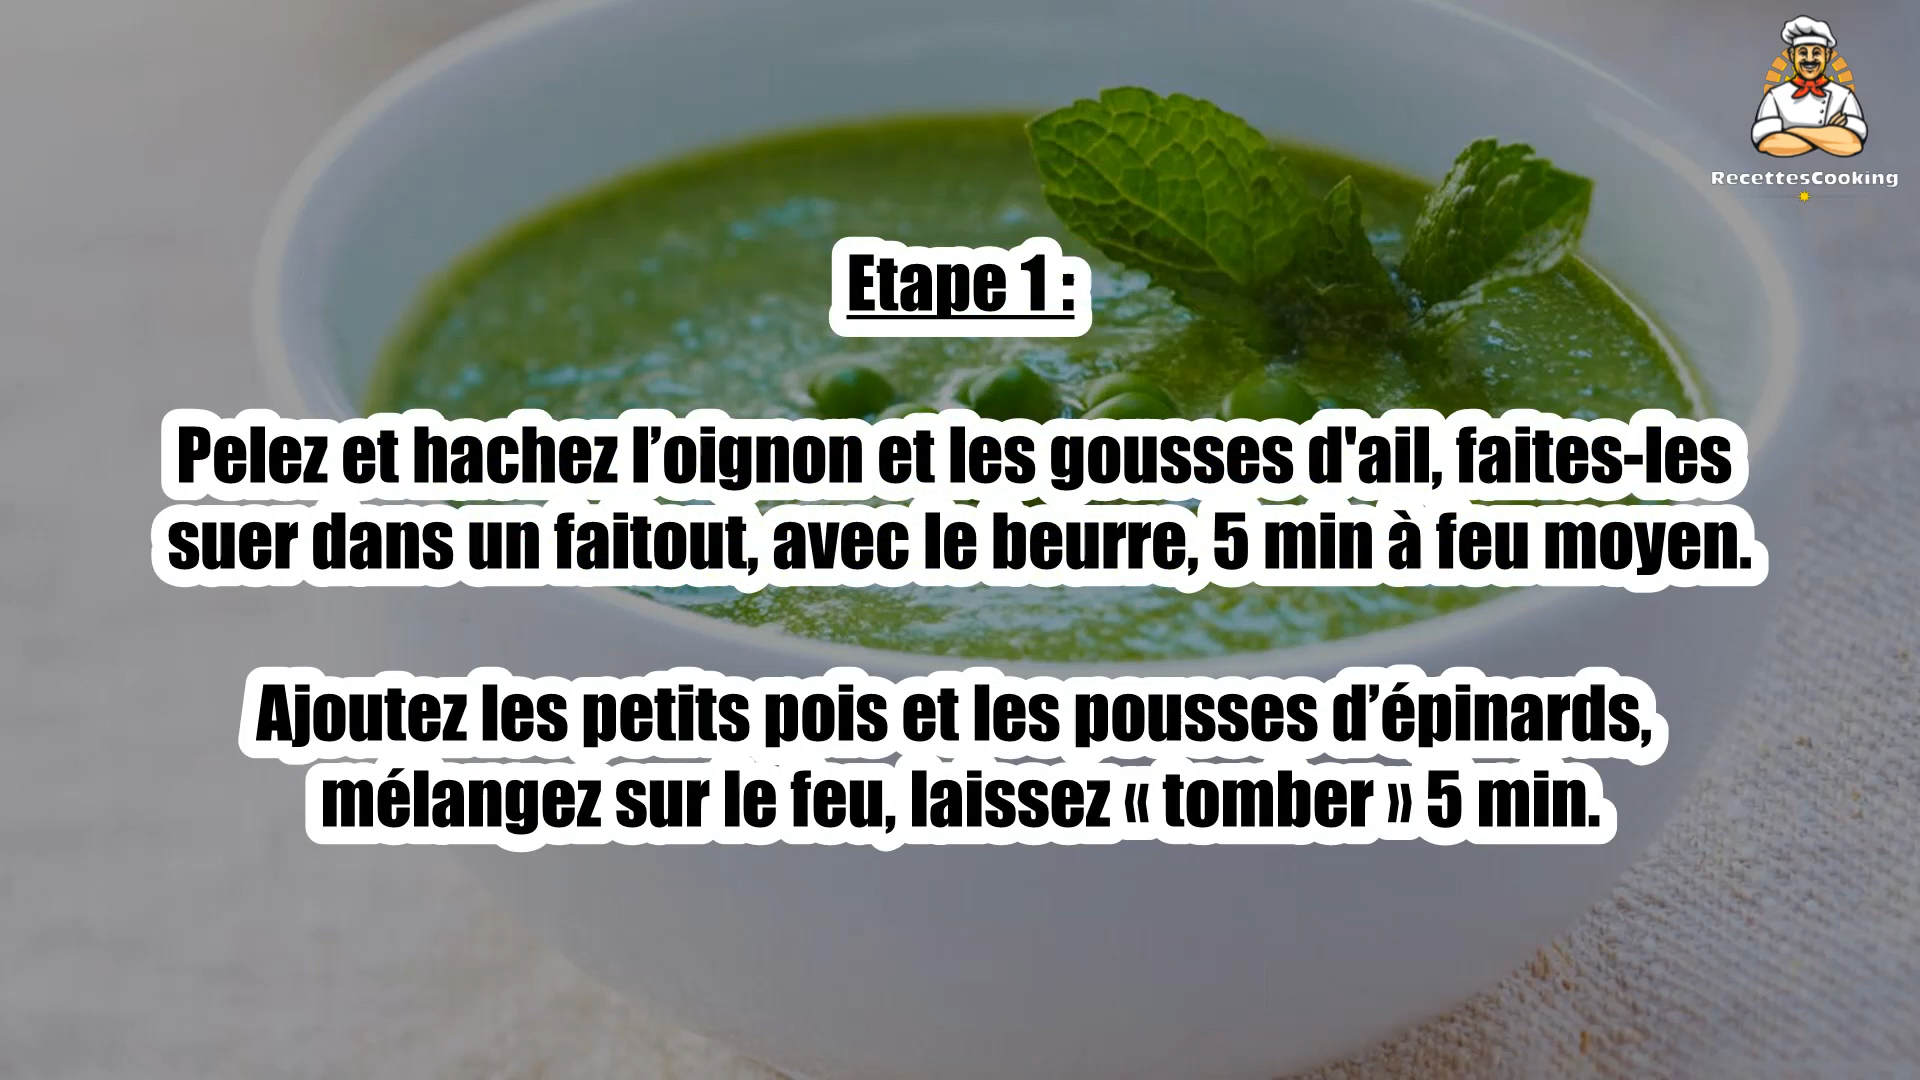 RecettesCooking
Etape 1 :
Pelez et hachez l’oignon et les gousses d'ail, faites-les
suer dans un faitout, avec le beurre, 5 min à feu moyen.
Ajoutez les petits pois et les pousses d’épinards,
mélangez sur le feu, laissez « tomber » 5 min.